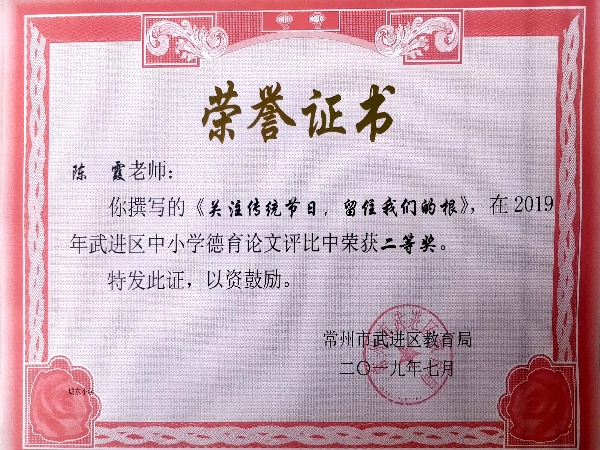 荣誉证书
陈 霞老师：
你撰写的《关注传统节日，留住我们的根》，在2019
年武进区中小学德育论文评比中荣获二等奖。
特发此证，以资鼓励。
常州市武进区教育局
二〇一九年七月